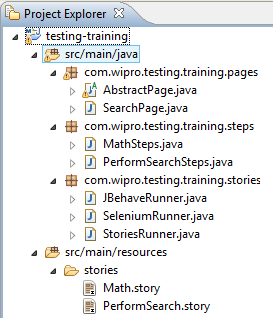 Project Explorer
testing-training
src/main/java
com.wipro.testing.training.pages
AbstractPage.java
SearchPage.java
com.wipro.testing.training.steps
MathSteps.java
PerformSearchSteps.java
com.wipro.testing.training.stories
JBehaveRunner.java
SeleniumRunner.java
StoriesRunner.java
src/main/resources
stories
Math.story
PerformSearch.story